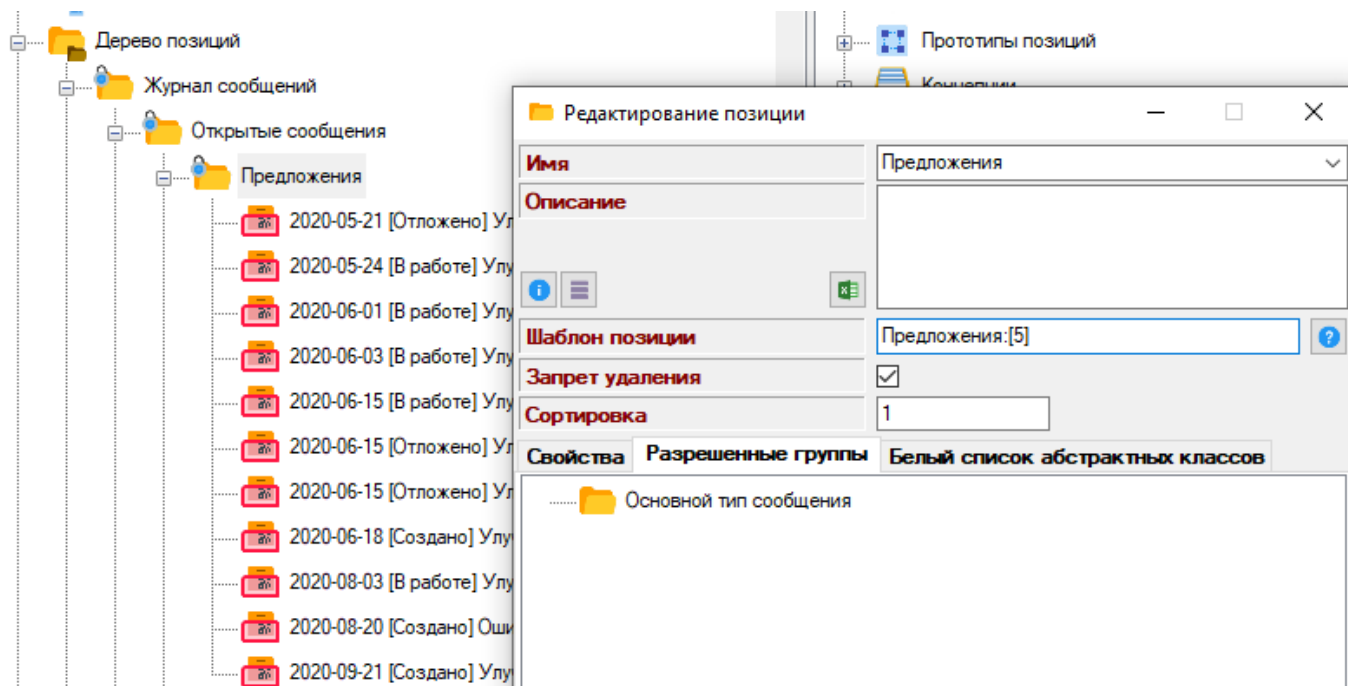 Дерево позиций
Журнал сообщений
Открытые сообщения
Предложения
2020-05-21 [Отложено]
2020-05-24 [В работе]
2020-06-01 [В работе]
2020-06-03 [В работе]
2020-06-15 [В работе]
2020-06-15 [Отложено]
2020-06-15 [Отложено]
2020-06-18 [Создано]
2020-08-03 [В работе]
2020-08-20 [Создано]
2020-09-21 [Создано]
Прототипы позиций
Концепции
Редактирование позиции
Имя
Предложения
Описание
Шаблон позиции
Предложения:[5]
Запрет удаления
Сортировка
1
Свойства Разрешенные группы Белый список абстрактных классов
Основной тип сообщения